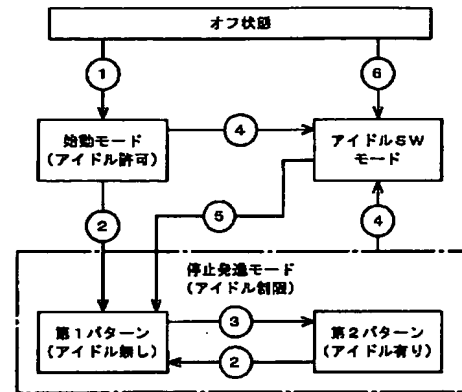 オフ状態
①
⑥
始動モード
(アイドル許可)
④
アイドルSW
モード
②
⑤
④
停止発進モード
(アイドル制限)
第1パターン
(アイドル無し)
③
第2パターン
(アイドル有り)
②